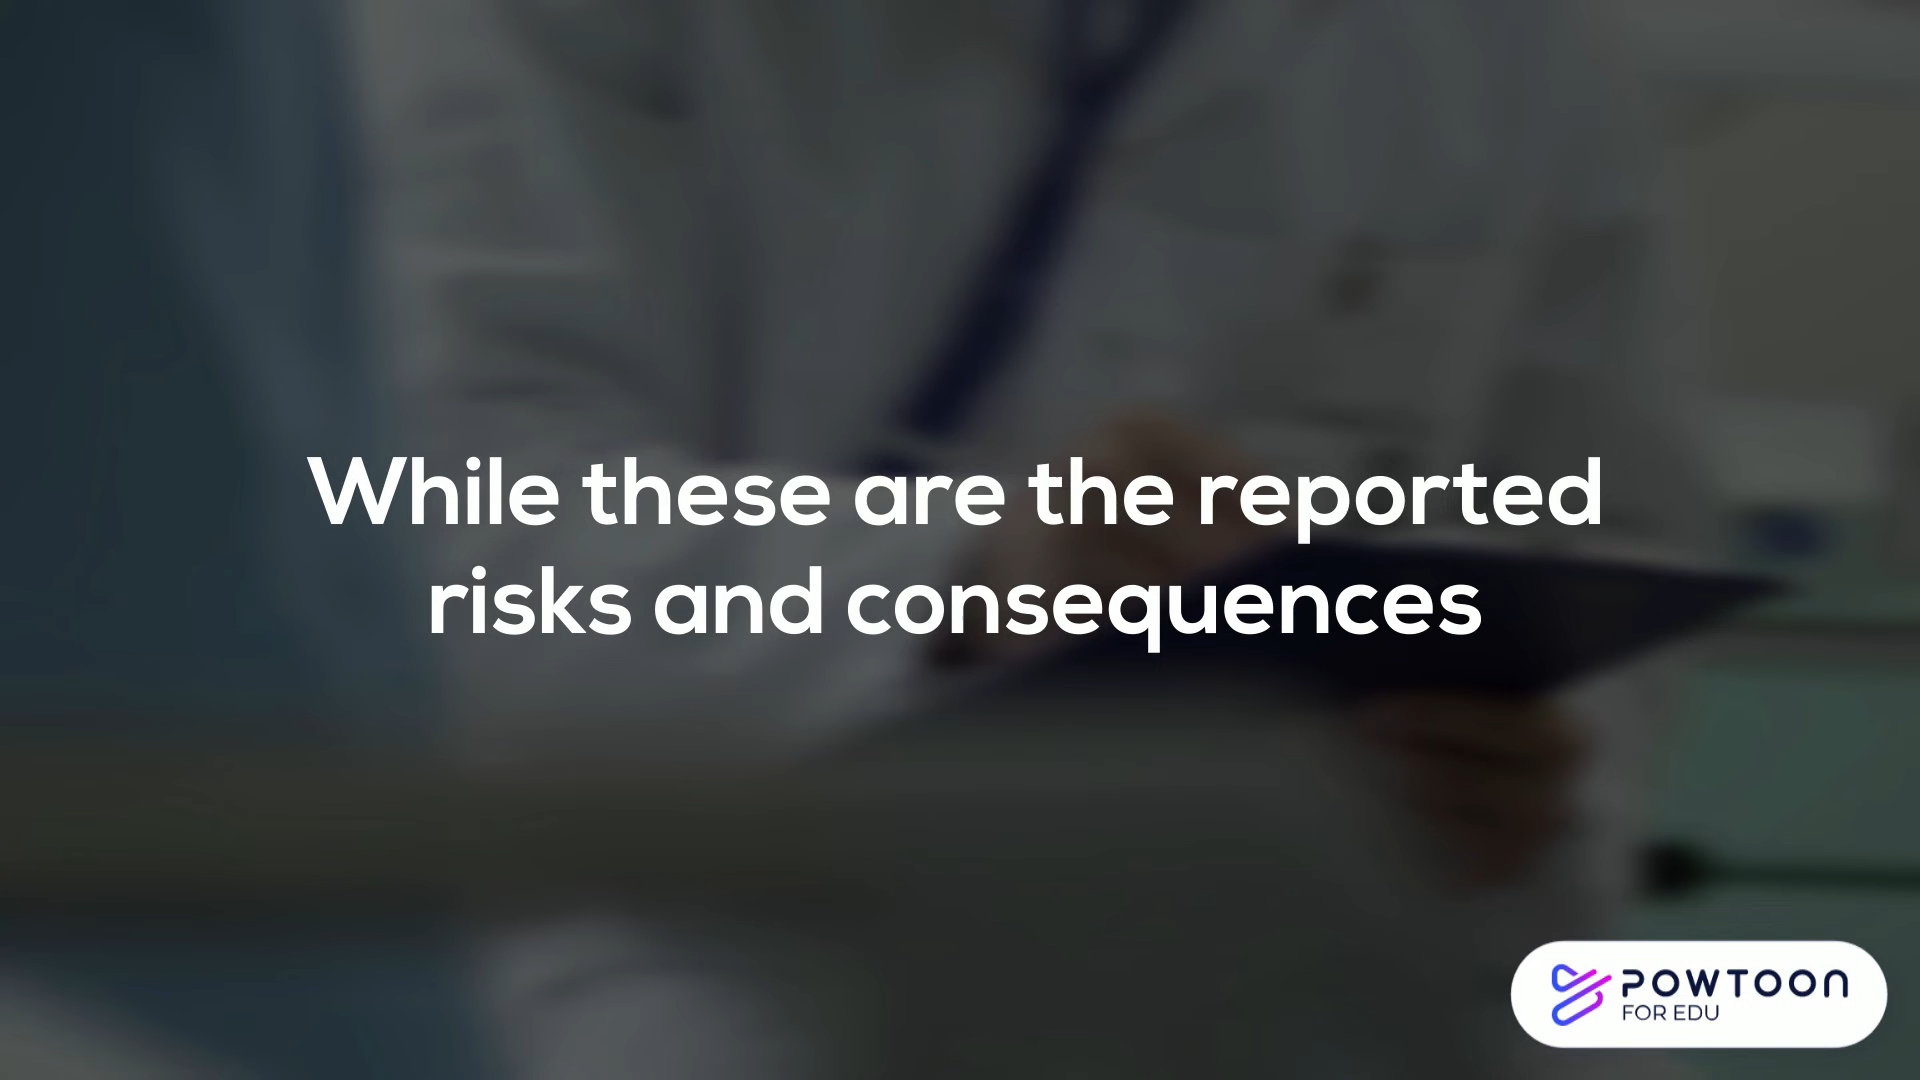 While these are the reported
risks and consequences
POWTOON
FOR EDU